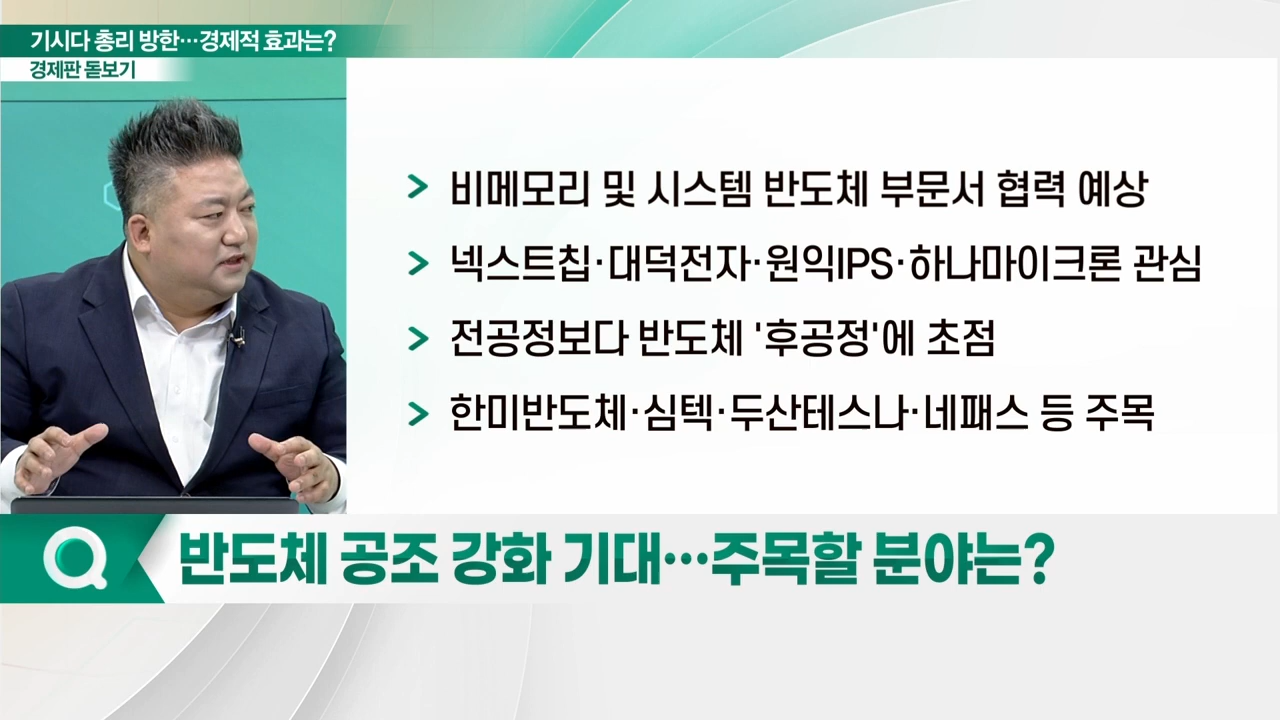 기시다 총리 방한…경제적 효과는?
경제판 돋보기
비메모리 및 시스템 반도체 부문서 협력 예상
넥스트칩·대덕전자·원익IPS·하나마이크론 관심
전공정보다 반도체 '후공정'에 초점
한미반도체·심텍·두산테스나·네패스 등 주목
반도체 공조 강화 기대…주목할 분야는?